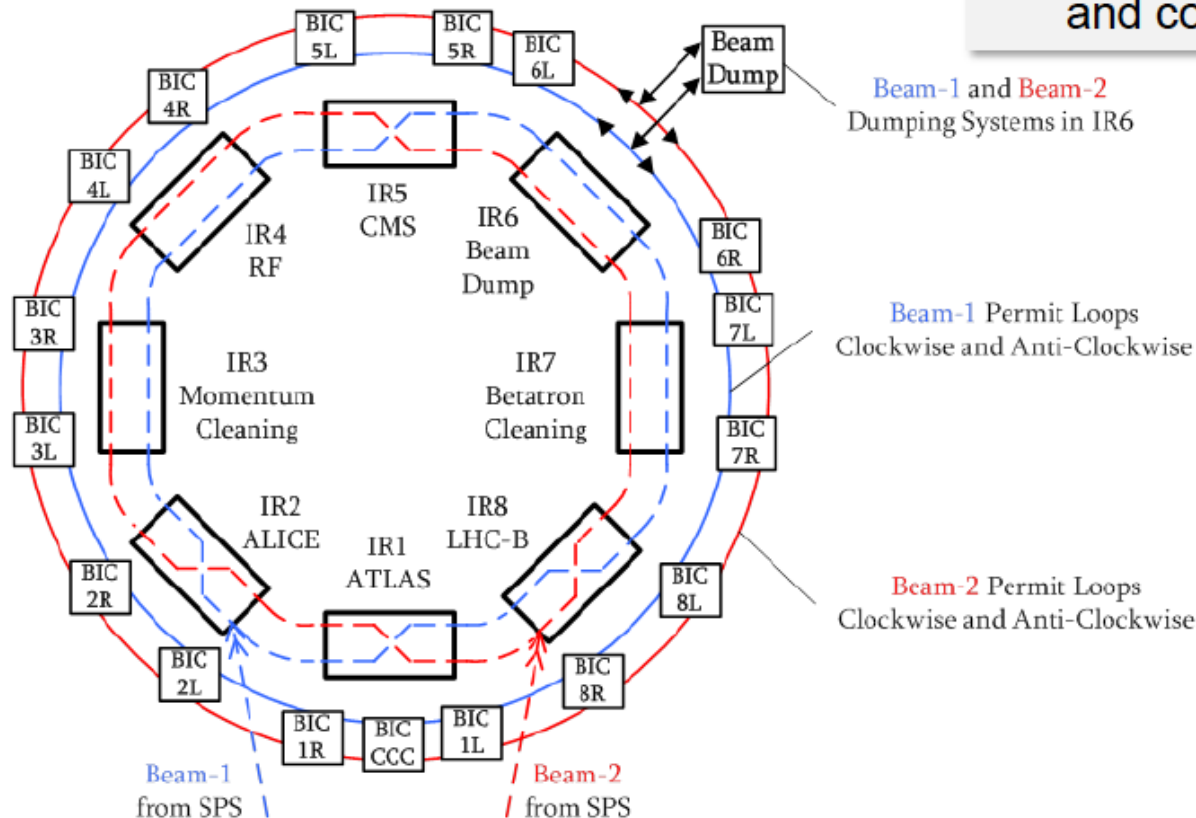 and co
BIC
5L
BIC
5R
BIC
6L
Beam
Dump
Beam-1 and Beam-2
Dumping Systems in IR6
BIC
4R
BIC
4L
IR5
CMS
IR4
RF
IR6
Beam
Dump
BIC
6R
BIC
7L
BIC
3R
Beam-1 Permit Loops
Clockwise and Anti-Clockwise
IR3
Momentum
Cleaning
IR7
Betatron
Cleaning
BIC
3L
BIC
7R
IR2
ALICE
IR1
ATLAS
IR8
LHC-B
BIC
2R
BIC
8L
Beam-2 Permit Loops
Clockwise and Anti-Clockwise
BIC
2L
BIC
8R
BIC
1R
BIC
CCC
BIC
1L
Beam-1
from SPS
Beam-2
from SPS